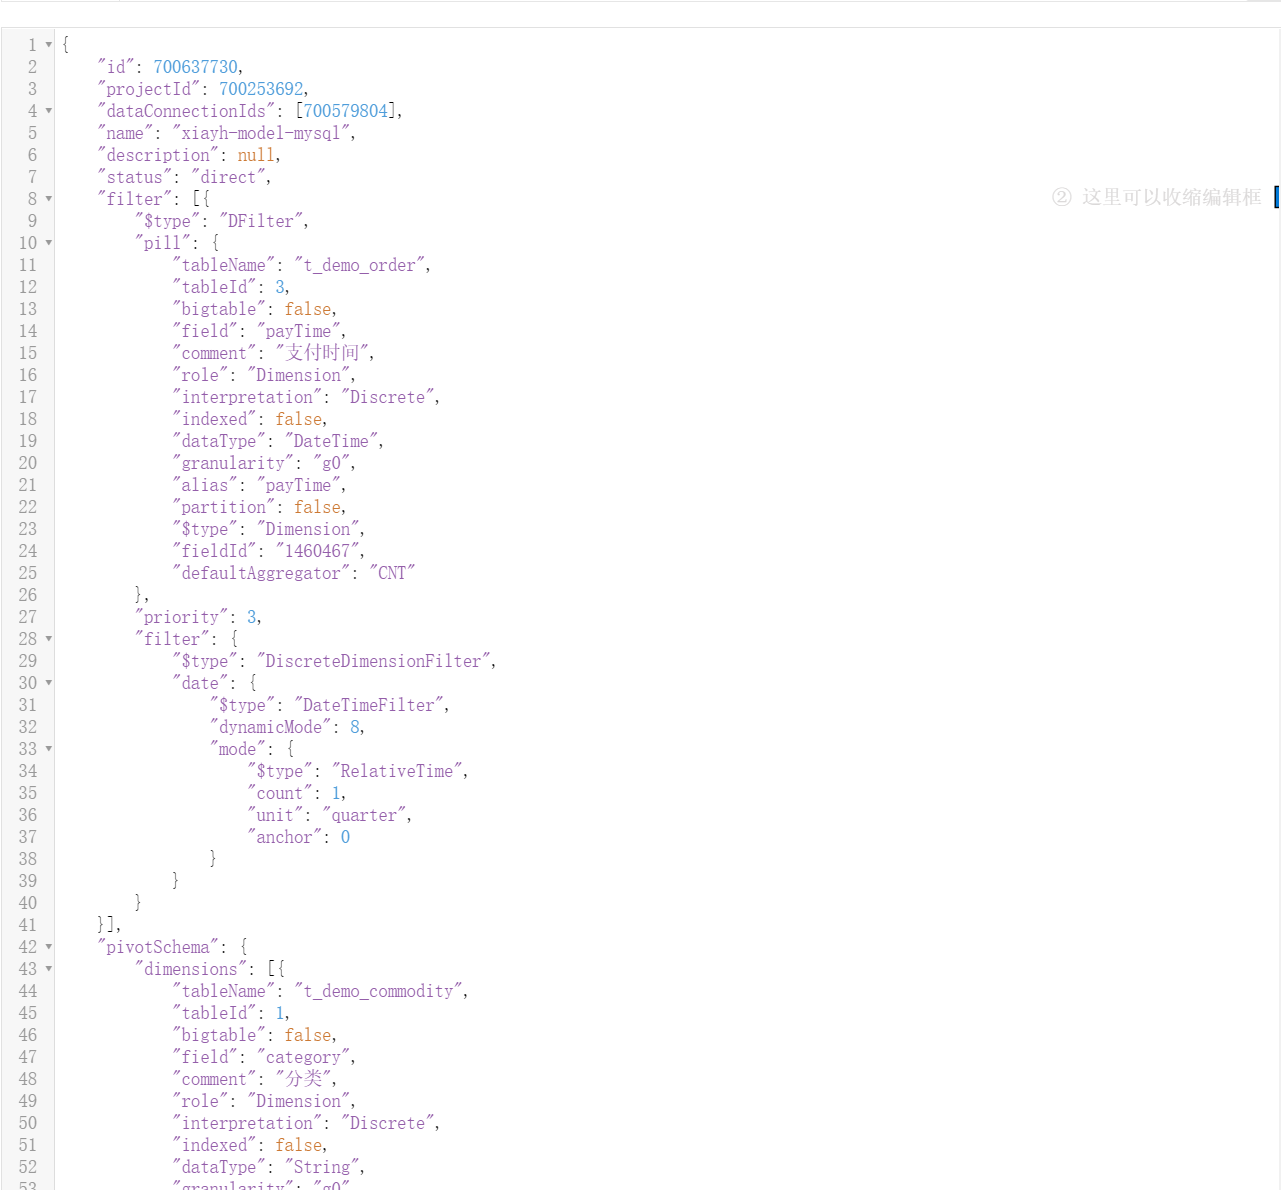 1 {
2 "id": 700637730,
3 "projectId": 700253692,
4 "dataConnectionIds": [700579804],
5 "name": "xiayh-model-mysql",
6 "description": null,
7 "status": "direct",
8 "filter": [{
② 这里可以收缩编辑框
9 "$type": "DFilter",
10 "pill": {
11 "tableName": "t_demo_order",
12 "tableId": 3,
13 "bigtable": false,
14 "field": "payTime",
15 "comment": "支付时间",
16 "role": "Dimension",
17 "interpretation": "Discrete",
18 "indexed": false,
19 "dataType": "DateTime",
20 "granularity": "g0",
21 "alias": "payTime",
22 "partition": false,
23 "$type": "Dimension",
24 "fieldId": "1460467",
25 "defaultAggregator": "CNT"
26 },
27 "priority": 3,
28 "filter": {
29 "$type": "DiscreteDimensionFilter",
30 "date": {
31 "$type": "DateTimeFilter",
32 "dynamicMode": 8,
33 "mode": {
34 "$type": "RelativeTime",
35 "count": 1,
36 "unit": "quarter",
37 "anchor": 0
38 }
39 }
40 }
41 }],
42 "pivotSchema": {
43 "dimensions": [{
44 "tableName": "t_demo_commodity",
45 "tableId": 1,
46 "bigtable": false,
47 "field": "category",
48 "comment": "分类",
49 "role": "Dimension",
50 "interpretation": "Discrete",
51 "indexed": false,
52 "dataType": "String",
53 "granularity": "g0"